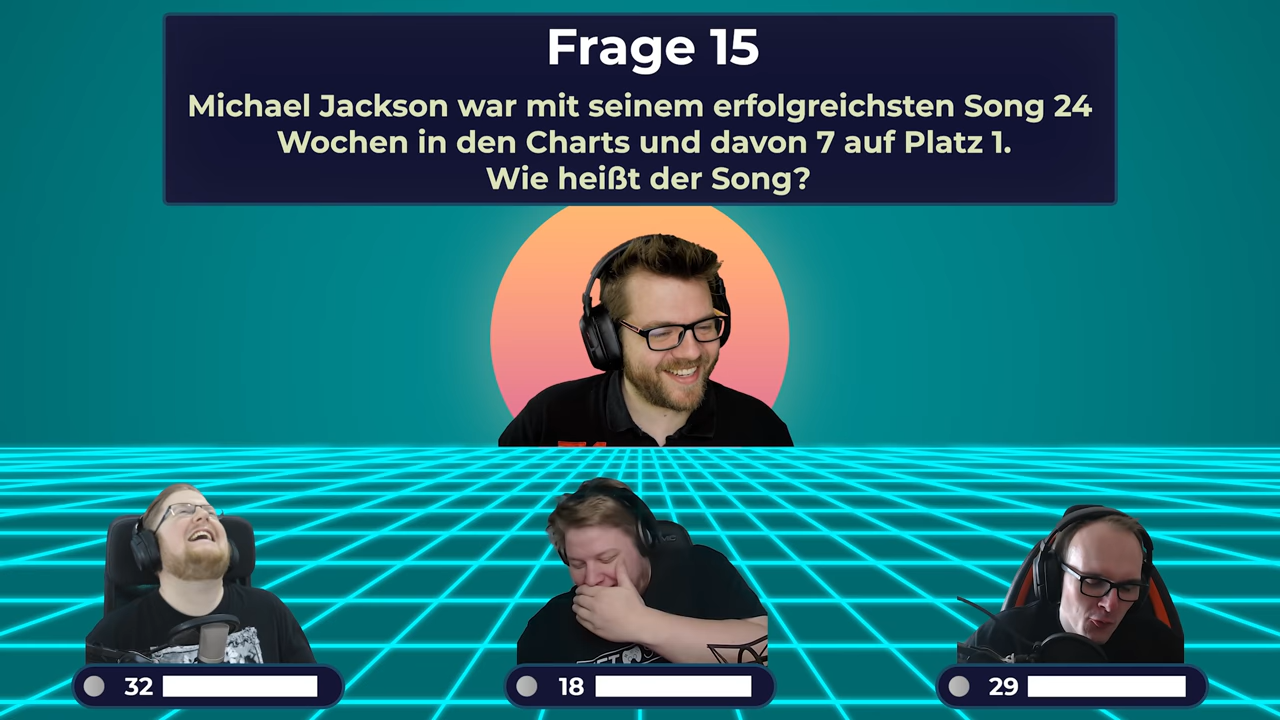 Frage 15
Michael Jackson war mit seinem erfolgreichsten Song 24
Wochen in den Charts und davon 7 auf Platz 1.
Wie heißt der Song?
32
18
29